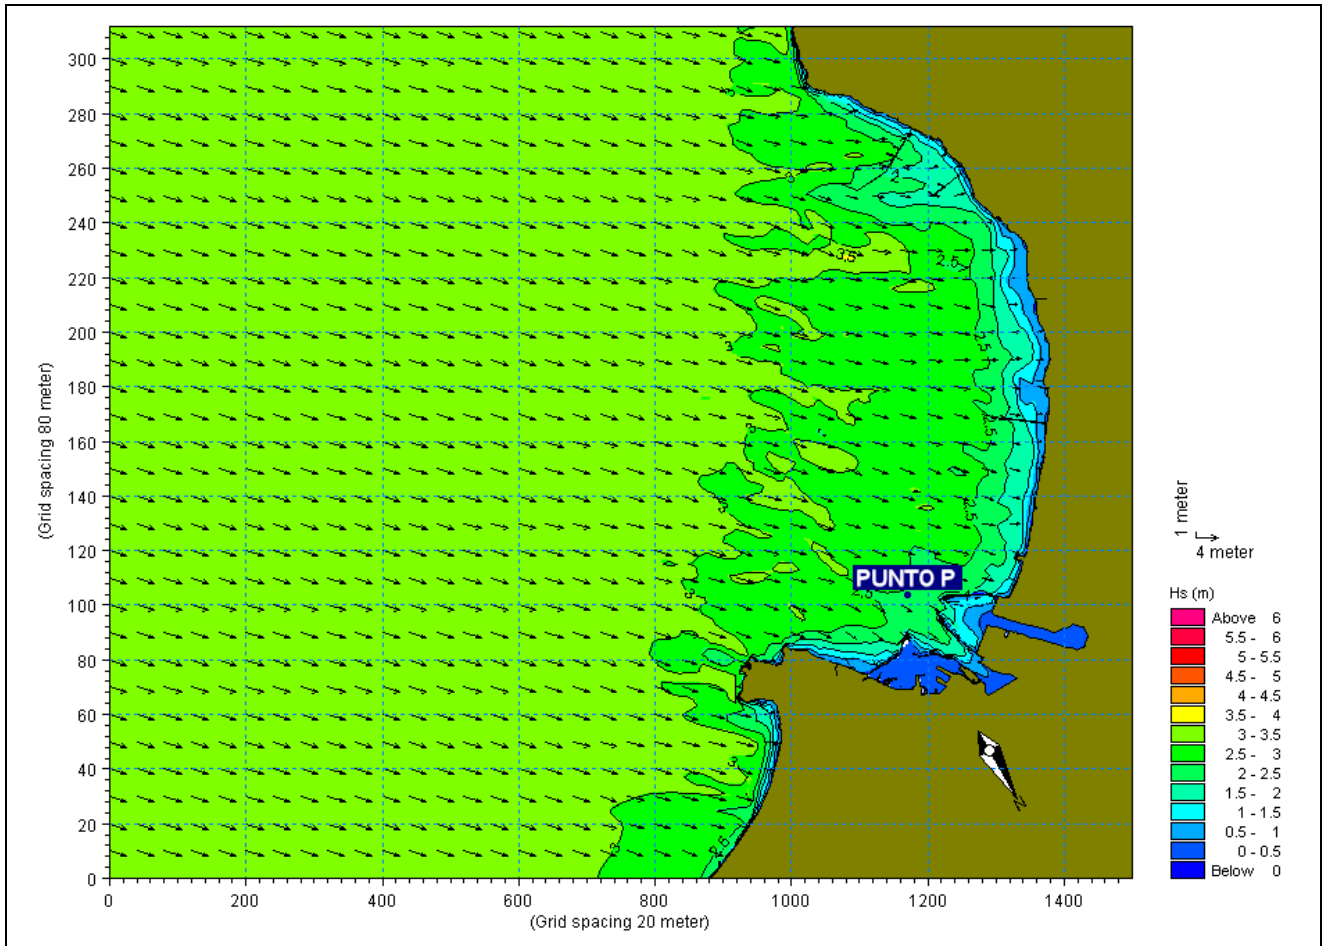 300
280
260
240
220
200
180
160
140
120
100
80
60
40
20
0
(Grid spacing 80 meter)
0
200
400
600
800
1000
1200
1400
(Grid spacing 20 meter)
3.5
2.5
2.5
3
3
2.5
PUNTO P
N
1 meter
4 meter
Hs (m)
Above 6
5.5 - 6
5 - 5.5
4.5 - 5
4 - 4.5
3.5 - 4
3 - 3.5
2.5 - 3
2 - 2.5
1.5 - 2
1 - 1.5
0.5 - 1
0 - 0.5
Below 0